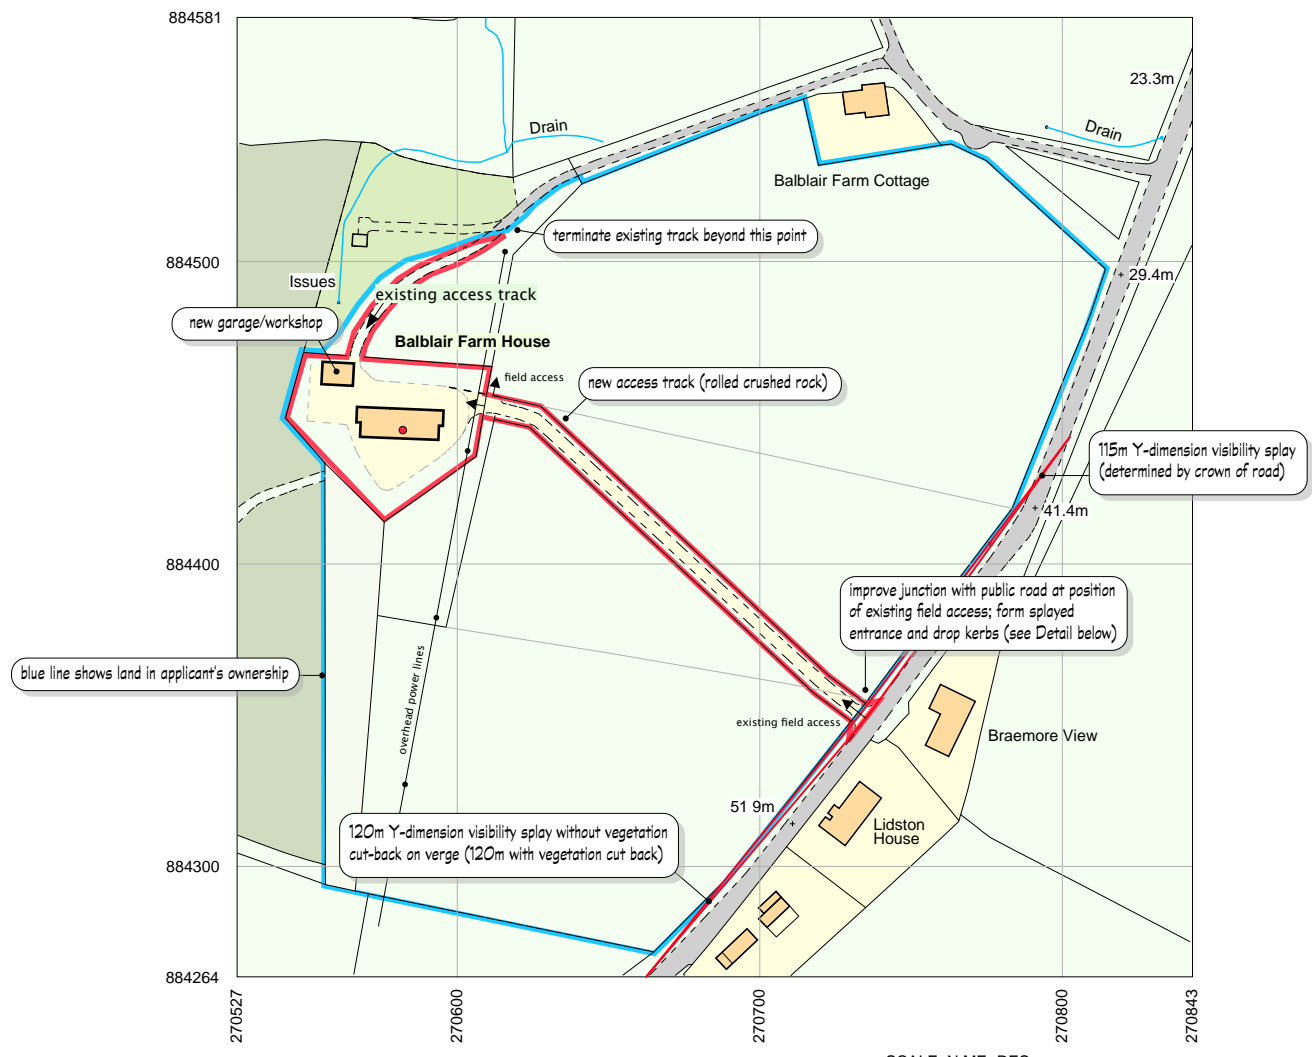 884581
23.3m
Drain
Drain
Balblair Farm Cottage
terminate existing track beyond this point
884500
29.4m
Issues
existing access track
new garage/workshop
Balblair Farm House
field access
new access track (rolled crushed rock)
115m Y-dimension visibility splay
(determined by crown of road)
41.4m
884400
improve junction with public road at position
of existing field access; form splayed
entrance and drop kerbs (see Detail below)
blue line shows land in applicant's ownership
overhead power lines
existing field access
Braemore View
51 9m
120m Y-dimension visibility splay without vegetation
cut-back on verge (120m with vegetation cut back)
Lidston
House
884300
884264
270527
270600
270700
270800
270843